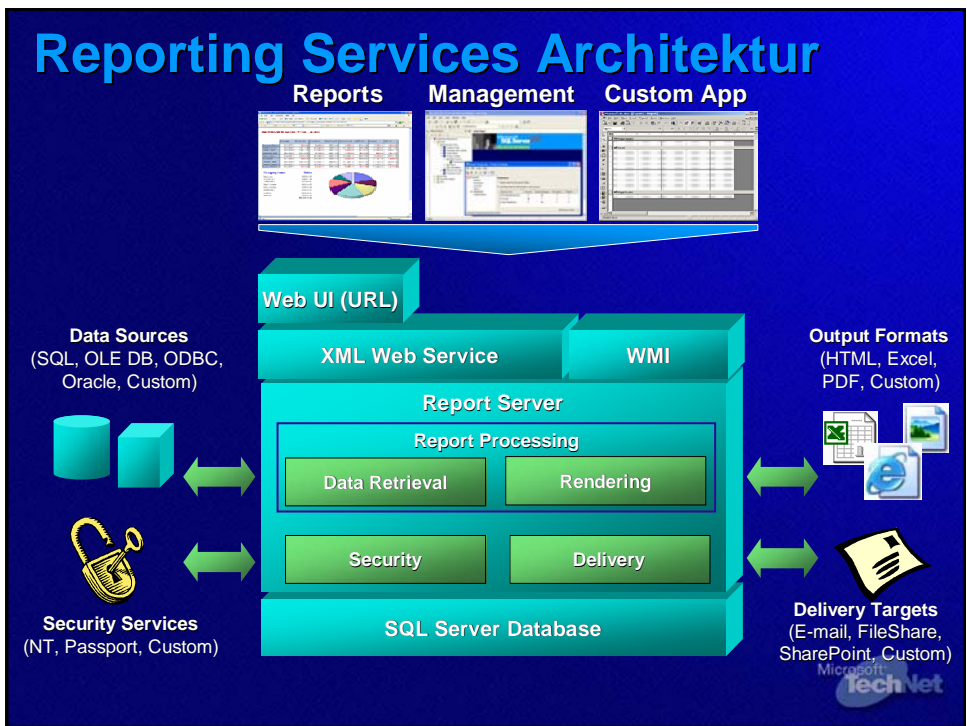 Reporting Services Architektur
Reports Management Custom App
SQL Server
Web UI (URL)
Data Sources
(SQL, OLE DB, ODBC,
Oracle, Custom)
XML Web Service WMI
Output Formats
(HTML, Excel,
PDF, Custom)
Report Server
Report Processing
Data Retrieval Rendering
Security Delivery
Security Services
(NT, Passport, Custom)
SQL Server Database
Delivery Targets
(E-mail, FileShare,
SharePoint, Custom)
Microsoft
TechNet